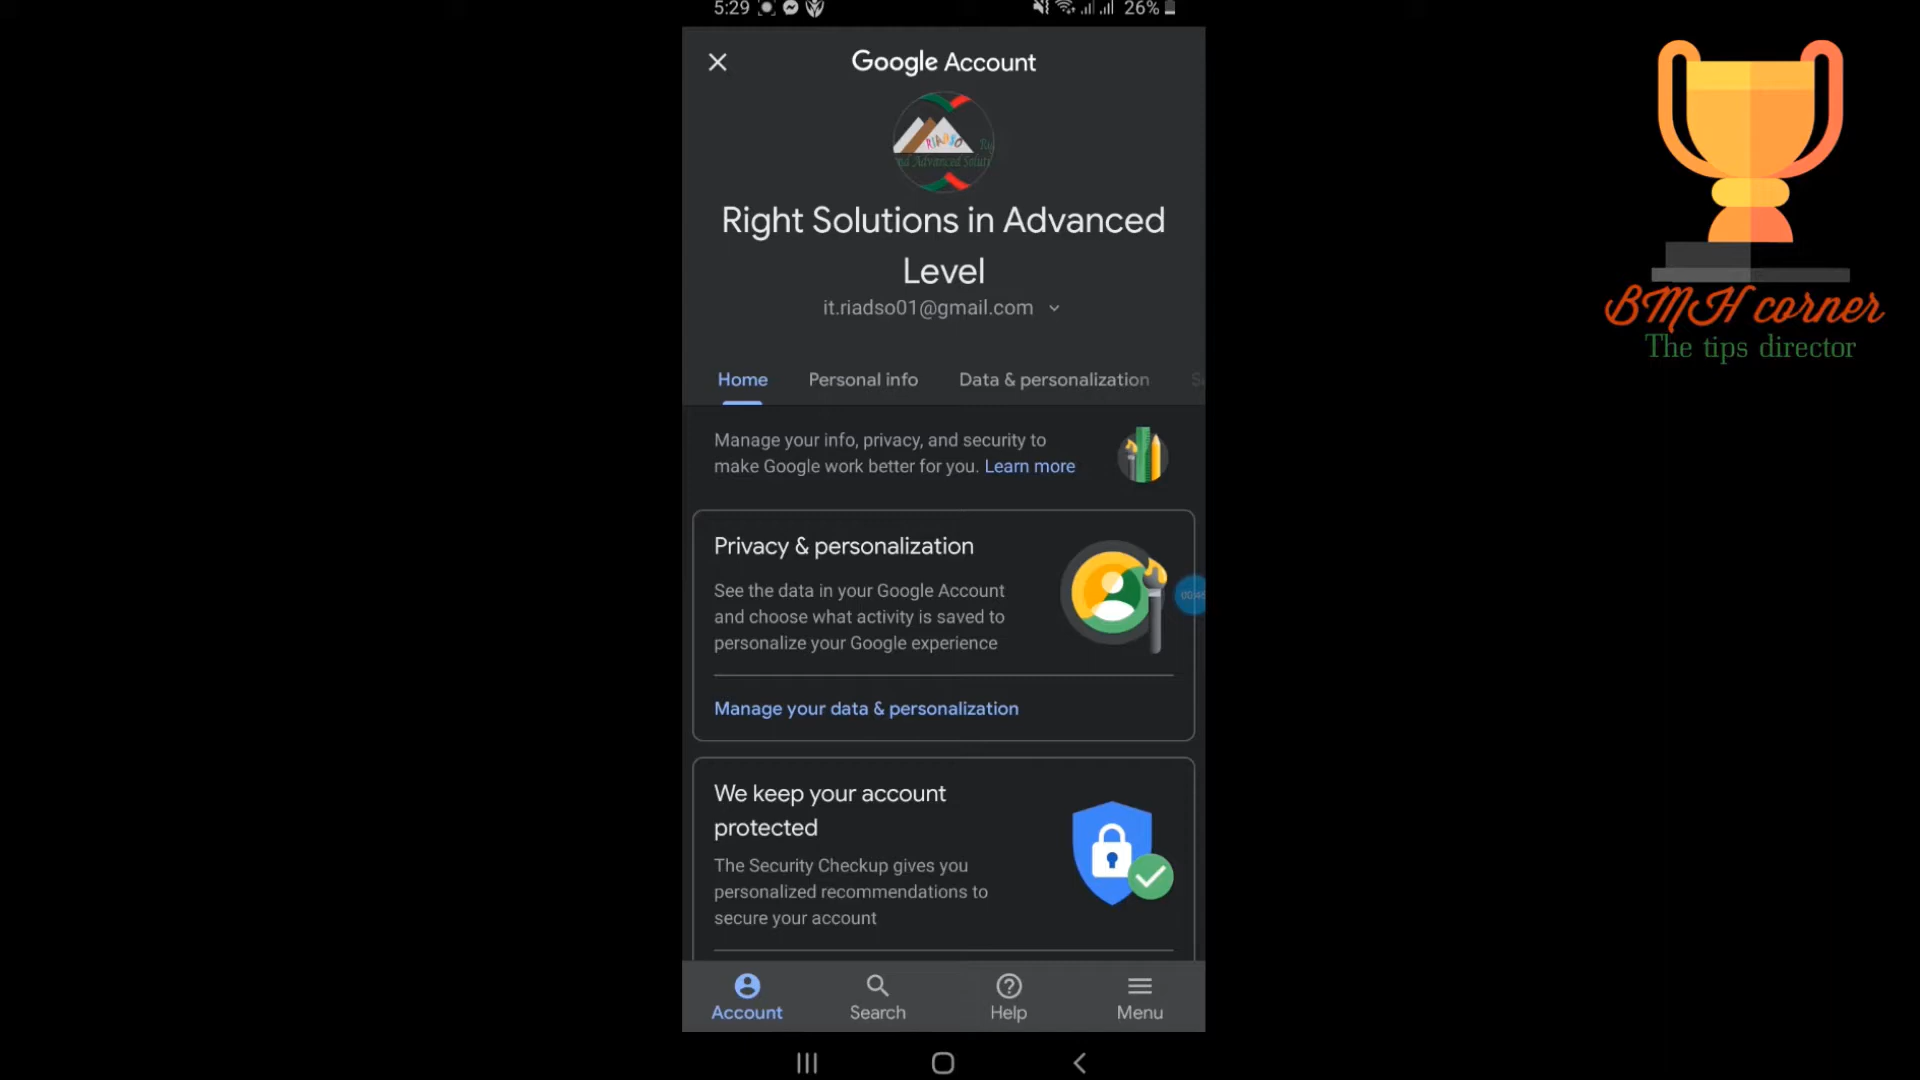 5:29 26%
Google Account
RIADSO
Right Solutions in Advanced
Level
it.riadso01@gmail.com
Home Personal info Data & personalization
Manage your info, privacy, and security to
make Google work better for you. Learn more
Privacy & personalization
See the data in your Google Account
and choose what activity is saved to
personalize your Google experience
Manage your data & personalization
We keep your account
protected
The Security Checkup gives you
personalized recommendations to
secure your account
Account Search Help Menu
BMH corner
The tips director